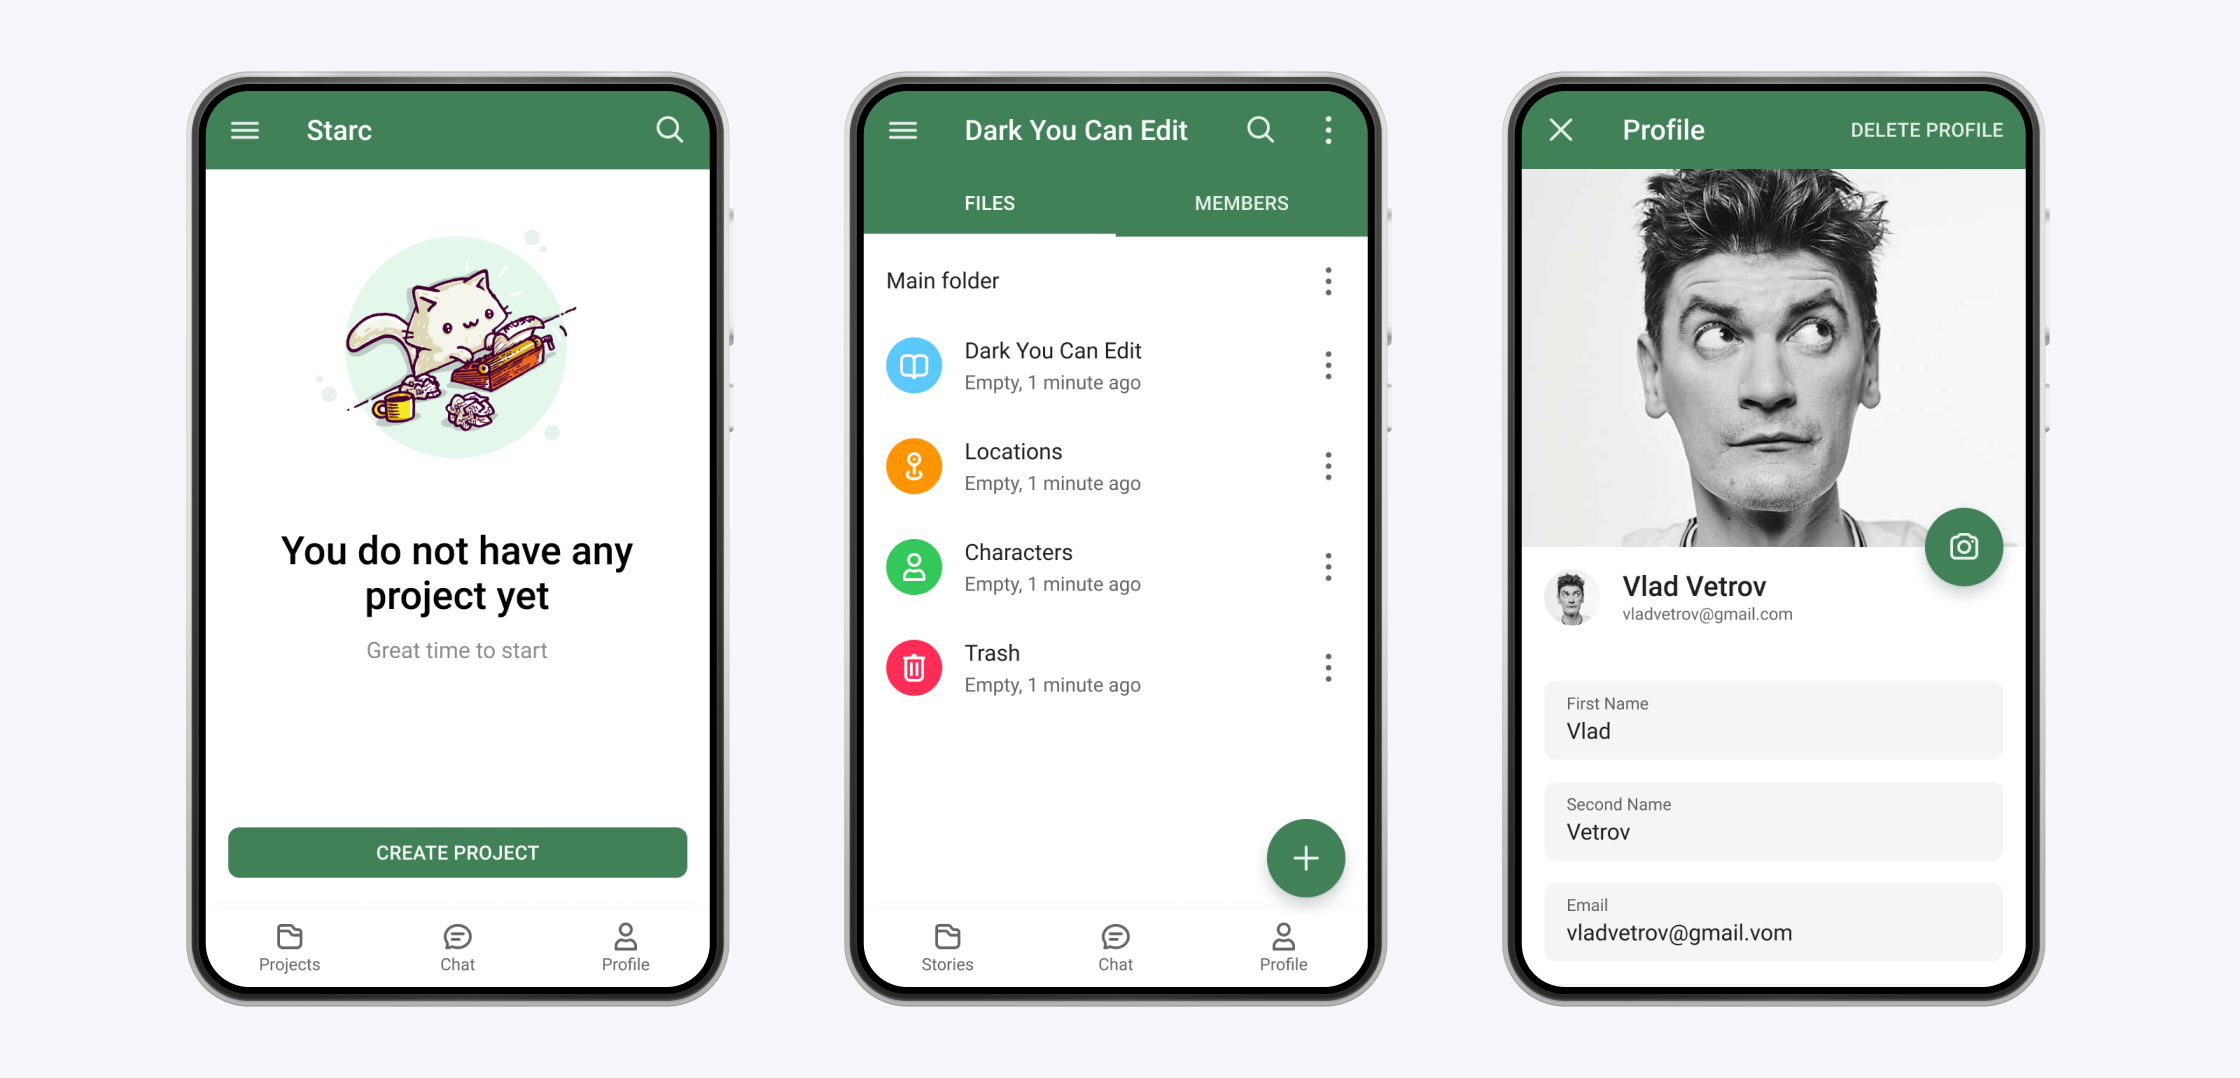 Starc
You do not have any
project yet
Great time to start
CREATE PROJECT
Projects
Chat
Profile
Dark You Can Edit
FILES
MEMBERS
Main folder
Dark You Can Edit
Empty, 1 minute ago
Locations
Empty, 1 minute ago
Characters
Empty, 1 minute ago
Trash
Empty, 1 minute ago
Stories
Chat
Profile
Profile
DELETE PROFILE
Vlad Vetrov
vladvetrov@gmail.com
First Name
Vlad
Second Name
Vetrov
Email
vladvetrov@gmail.vom